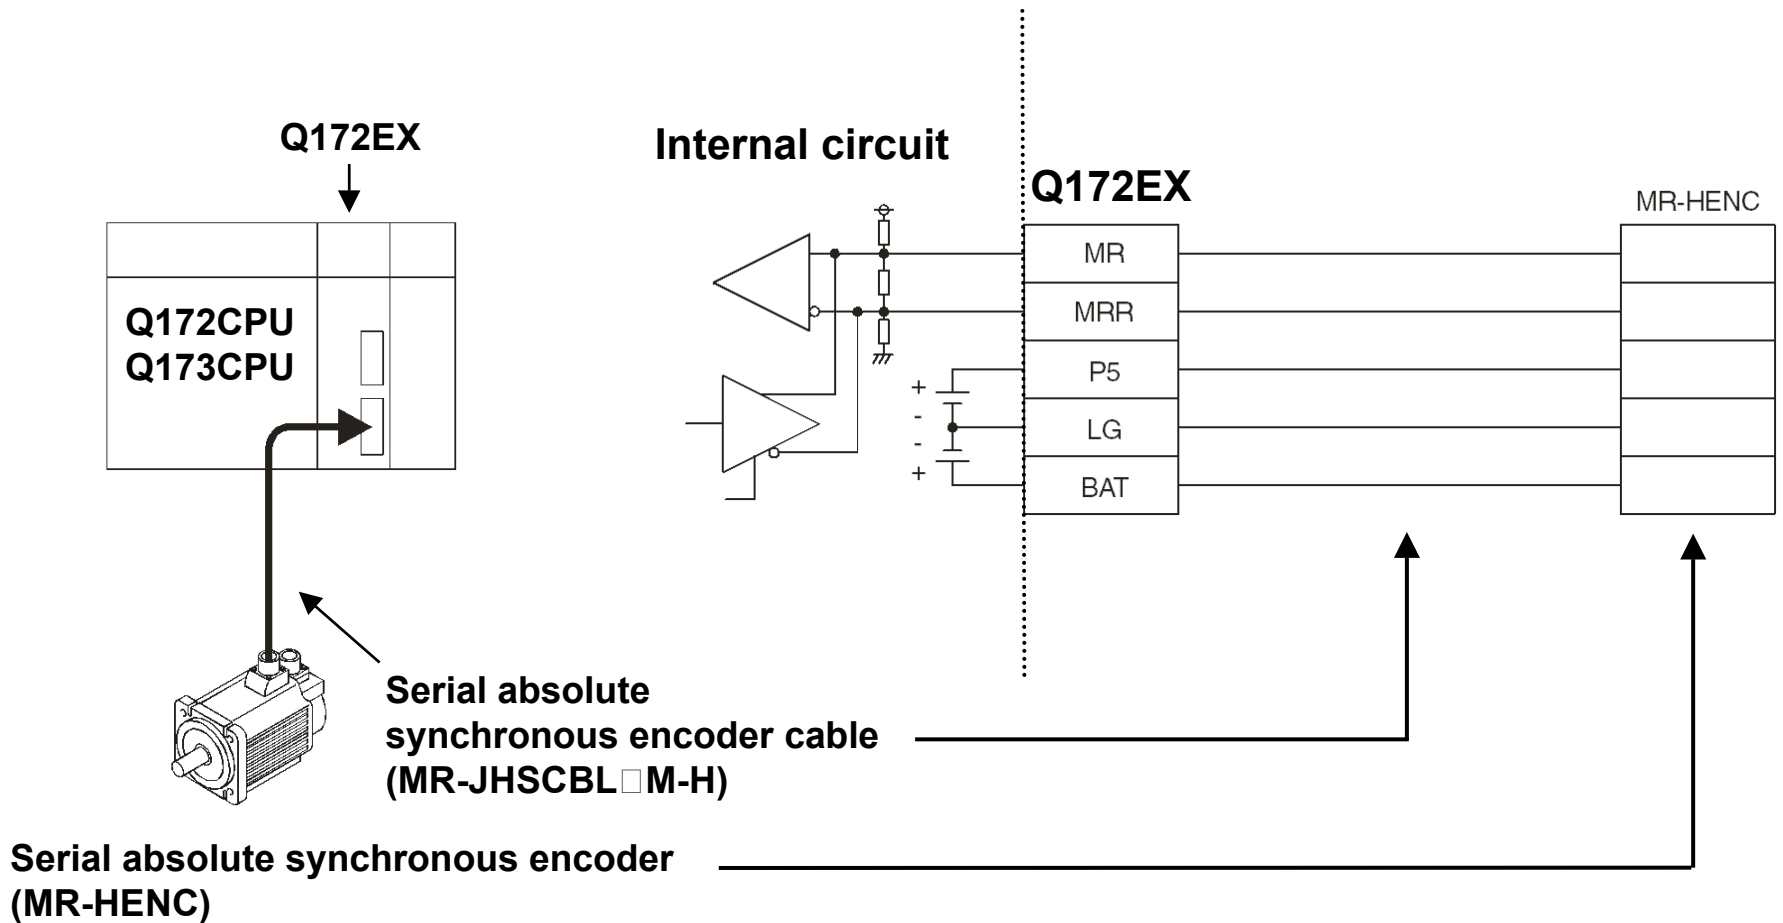 Q172EX
Internal circuit
Q172EX
MR-HENC
Q172CPU
Q173CPU
MR
MRR
P5
LG
BAT
+
-
-
+
Serial absolute
synchronous encoder cable
(MR-JHSCBL□M-H)
Serial absolute synchronous encoder
(MR-HENC)